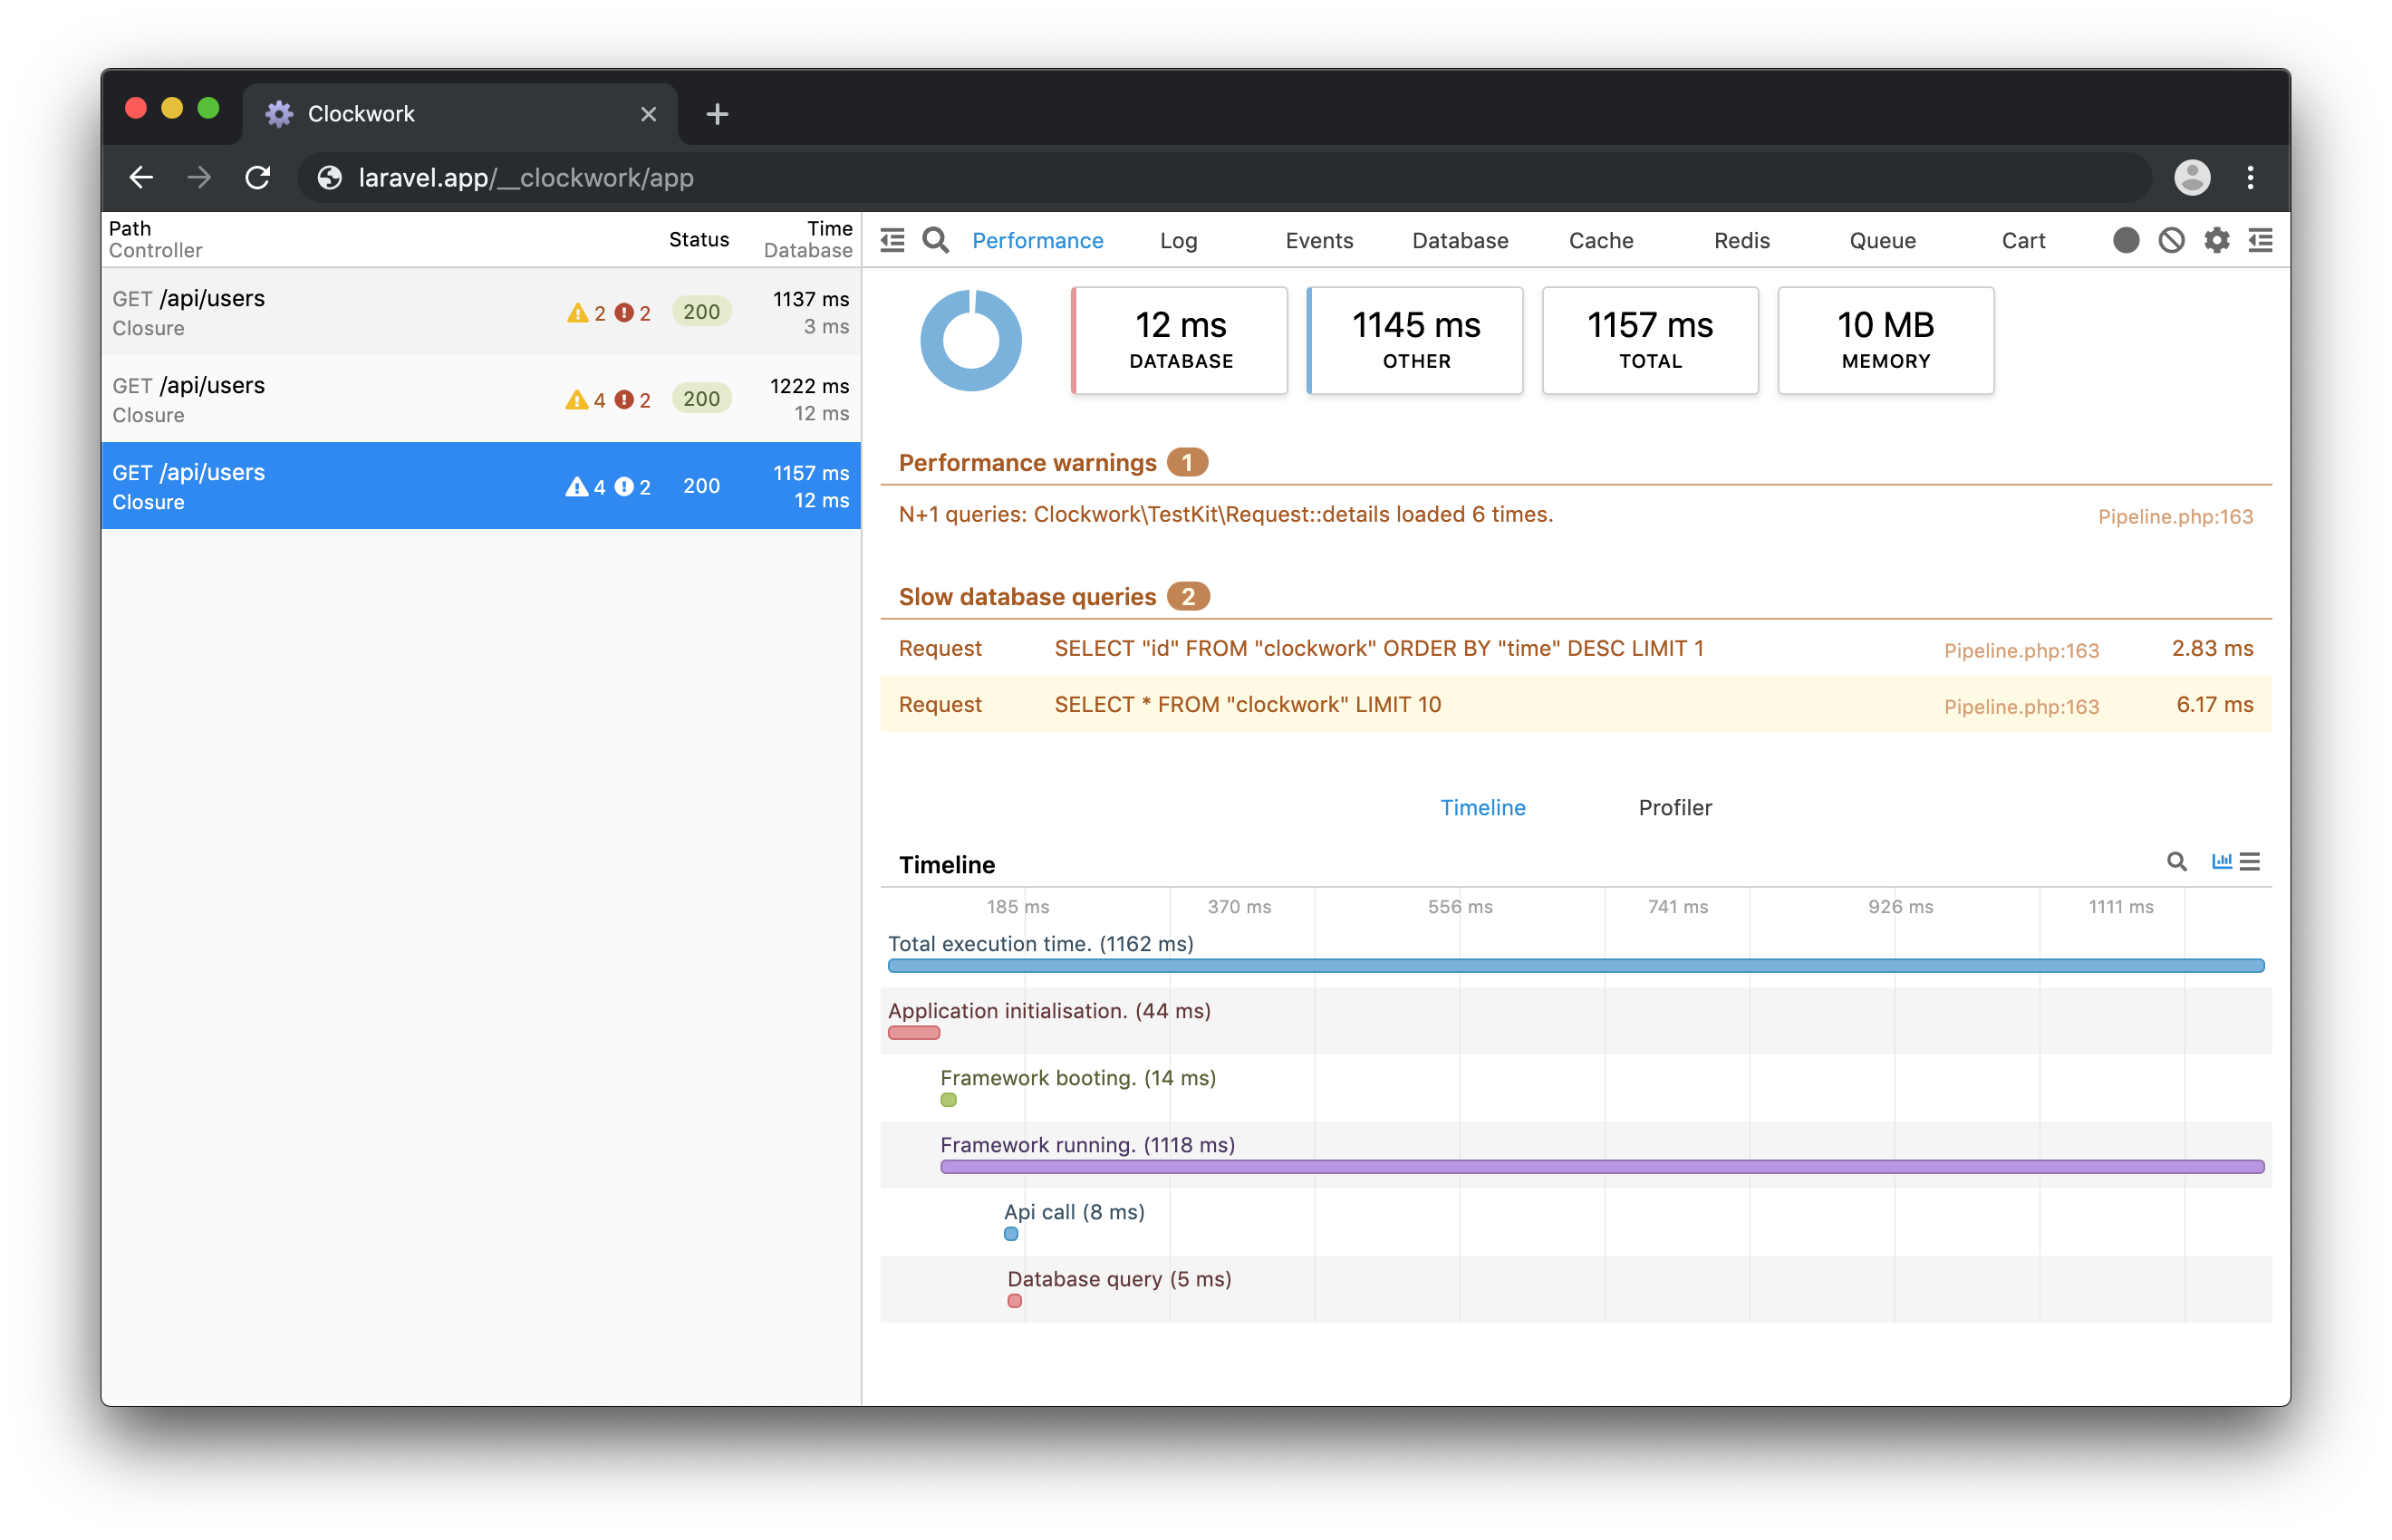 Clockwork
laravel.app/__clockwork/app
Path
Controller
Status
Time
Database
GET /api/users
Closure
2 2
200
1137 ms
3 ms
GET /api/users
Closure
4 2
200
1222 ms
12 ms
GET /api/users
Closure
4 2
200
1157 ms
12 ms
Performance Log Events Database Cache Redis Queue Cart
12 ms
DATABASE
1145 ms
OTHER
1157 ms
TOTAL
10 MB
MEMORY
Performance warnings 1
N+1 queries: Clockwork\TestKit\Request::details loaded 6 times. Pipeline.php:163
Slow database queries 2
Request SELECT "id" FROM "clockwork" ORDER BY "time" DESC LIMIT 1 Pipeline.php:163 2.83 ms
Request SELECT * FROM "clockwork" LIMIT 10 Pipeline.php:163 6.17 ms
Timeline Profiler
Timeline
185 ms 370 ms 556 ms 741 ms 926 ms 1111 ms
Total execution time. (1162 ms)
Application initialisation. (44 ms)
Framework booting. (14 ms)
Framework running. (1118 ms)
Api call (8 ms)
Database query (5 ms)